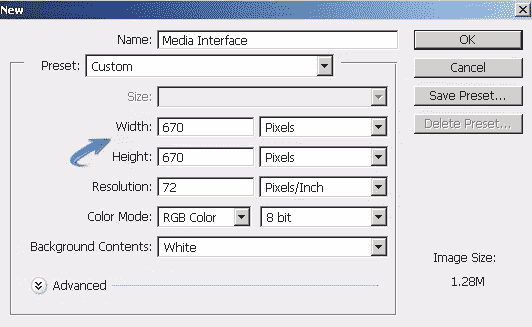 New
Name: Media Interface
OK
Preset: Custom
Cancel
Size:
Save Preset...
Width: 670 Pixels
Delete Preset...
Height: 670 Pixels
Resolution: 72 Pixels/Inch
Color Mode: RGB Color 8 bit
Background Contents: White
Image Size:
1.28M
Advanced